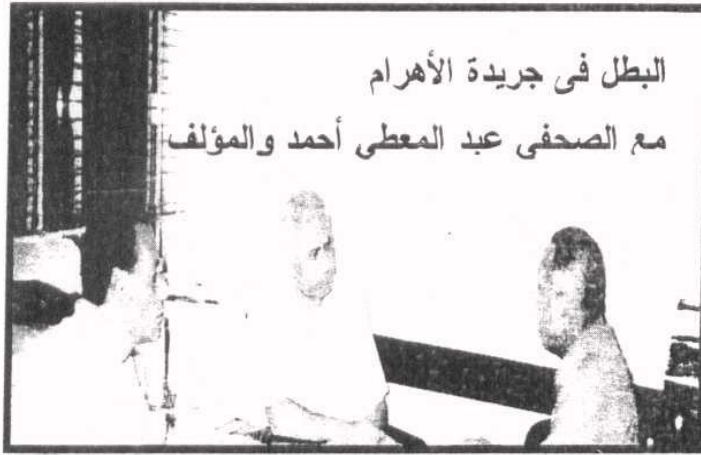 البطل فى جريدة الأهرام
مع الصحفى عبد المعطى أحمد والمؤلف